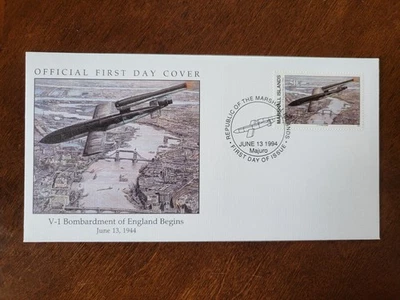 OFFICIAL FIRST DAY COVER
V-1 Bombardment of England Begins
June 13, 1944
REPUBLIC OF THE MARSH
JUNE 13 1994
Majuro
• FIRST DAY OF ISSUE •
MARSHALL ISLANDS